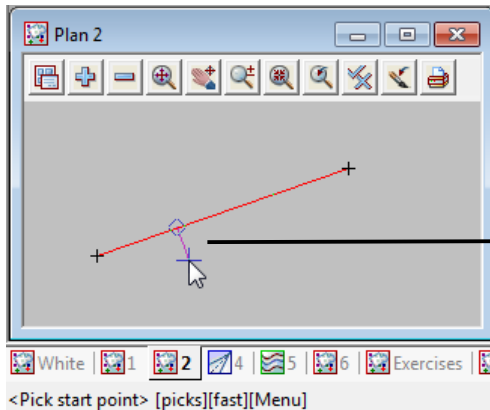 Plan 2
White 1 2 4 5 6 Exercises
<Pick start point> [picks][fast][Menu]